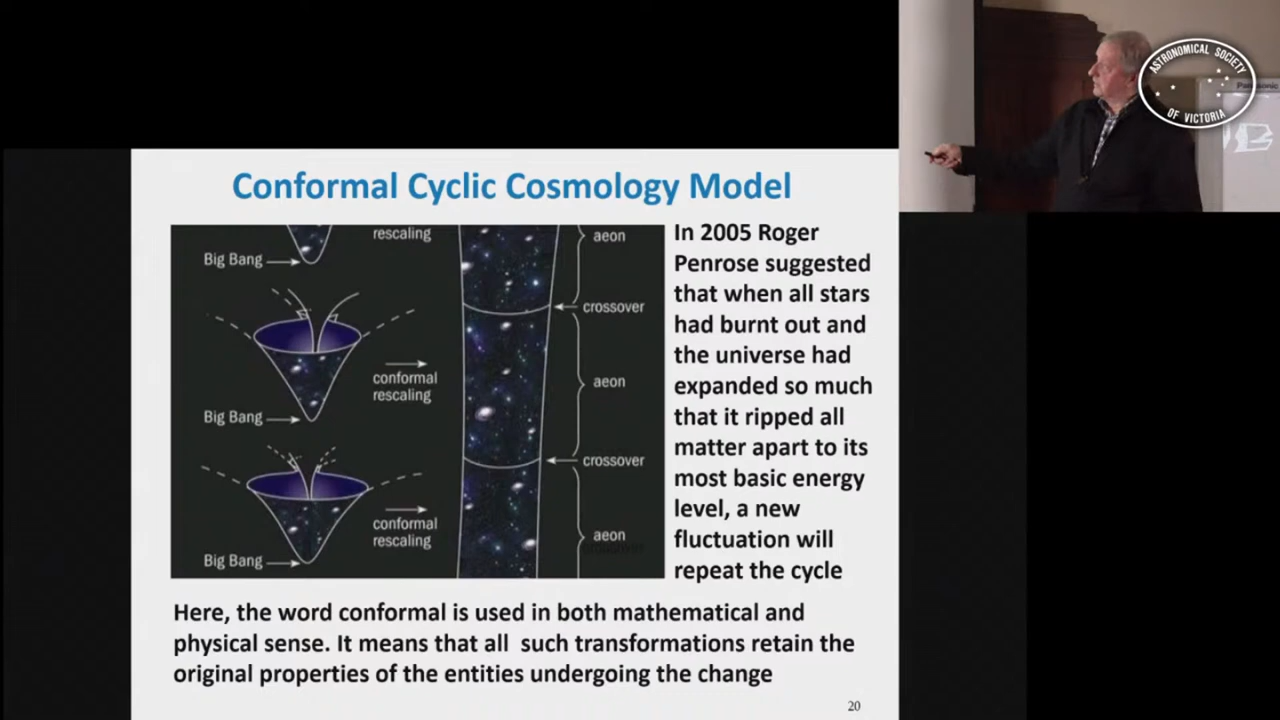 ASTRONOMICAL SOCIETY
OF VICTORIA
Panasonic
Conformal Cyclic Cosmology Model
rescaling
Big Bang
conformal
rescaling
Big Bang
conformal
rescaling
Big Bang
aeon
crossover
aeon
crossover
aeon
In 2005 Roger
Penrose suggested
that when all stars
had burnt out and
the universe had
expanded so much
that it ripped all
matter apart to its
most basic energy
level, a new
fluctuation will
repeat the cycle
Here, the word conformal is used in both mathematical and
physical sense. It means that all such transformations retain the
original properties of the entities undergoing the change
20